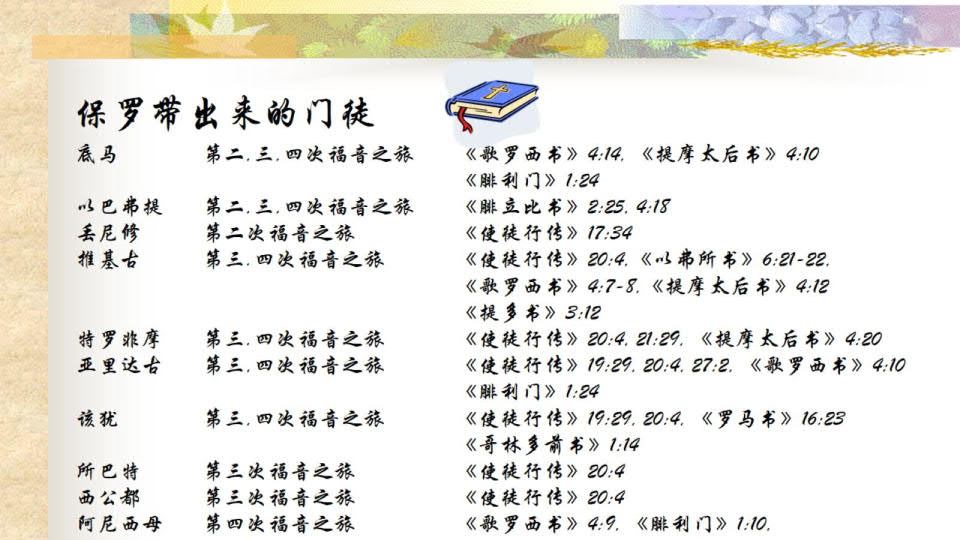 保罗带出来的门徒
底马 第二,三,四次福音之旅 《歌罗西书》4:14, 《提摩太后书》4:10
《腓利门》1:24
以巴弗提 第二,三,四次福音之旅 《腓立比书》2:25, 4:18
丢尼修 第二次福音之旅 《使徒行传》17:34
推基古 第三,四次福音之旅 《使徒行传》20:4,《以弗所书》6:21-22,
《歌罗西书》4:7-8,《提摩太后书》4:12
《提多书》3:12
特罗非摩 第三,四次福音之旅 《使徒行传》20:4, 21:29, 《提摩太后书》4:20
亚里达古 第三,四次福音之旅 《使徒行传》19:29, 20:4, 27:2, 《歌罗西书》4:10
《腓利门》1:24
该犹 第三,四次福音之旅 《使徒行传》19:29, 20:4, 《罗马书》16:23
《哥林多前书》1:14
所巴特 第三次福音之旅 《使徒行传》20:4
西公都 第三次福音之旅 《使徒行传》20:4
阿尼西母 第四次福音之旅 《歌罗西书》4:9, 《腓利门》1:10,